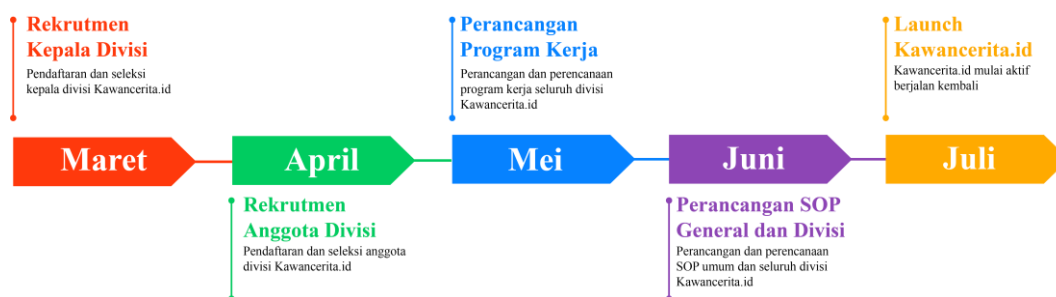 Rekrutmen
Kepala Divisi
Pendaftaran dan seleksi
kepala divisi Kawancerita.id
Perancangan
Program Kerja
Perancangan dan perencanaan
program kerja seluruh divisi
Kawancerita.id
Launch
Kawancerita.id
Kawancerita.id mulai aktif
berjalan kembali
Maret
April
Mei
Juni
Juli
Rekrutmen
Anggota Divisi
Pendaftaran dan seleksi anggota
divisi Kawancerita.id
Perancangan SOP
General dan Divisi
Perancangan dan perencanaan
SOP umum dan seluruh divisi
Kawancerita.id